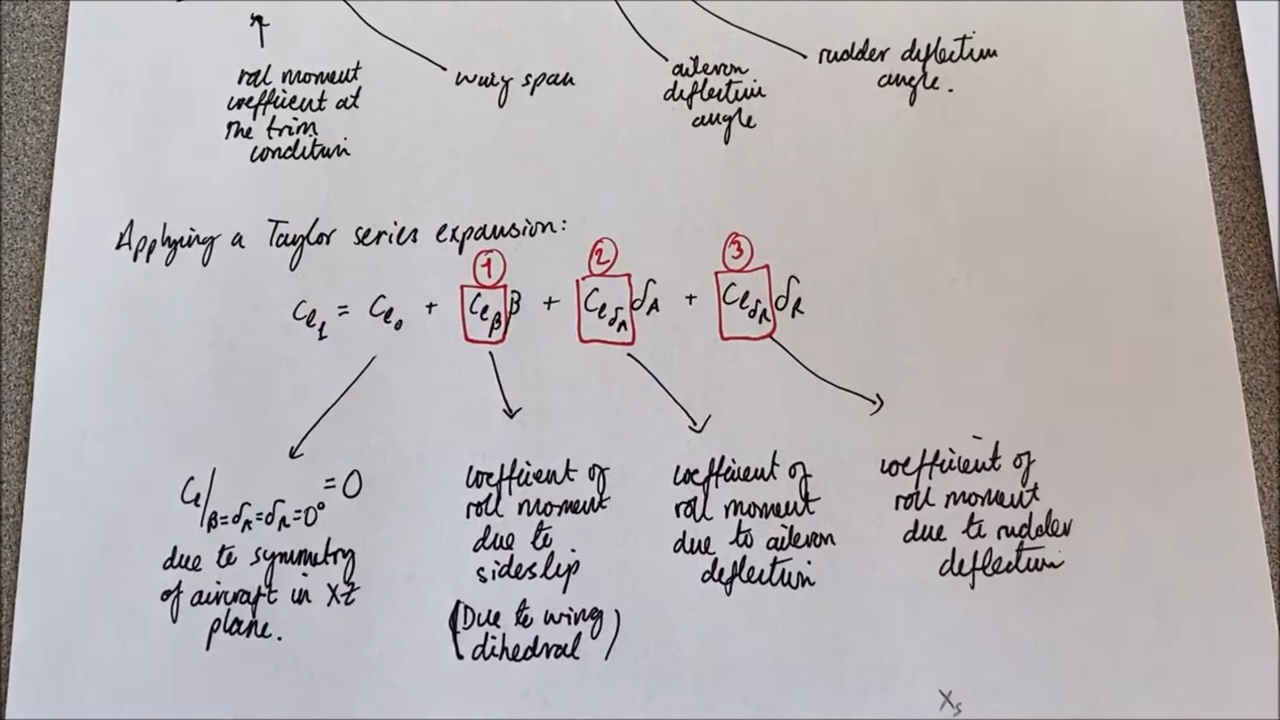 roll moment
coefficient at
the trim
condition
wing span
aileron
deflection
angle
rudder deflection
angle.
Applying a Taylor series expansion:
① ② ③
Cℓ₁ = Cℓ₀ + Cℓ_β β + Cℓ_δA δA + Cℓ_δR δR
Cℓ/β=δA=δR=0° = 0
due to symmetry
of aircraft in XZ
plane.
coefficient of
roll moment
due to
sideslip
(Due to wing
dihedral)
coefficient of
roll moment
due to aileron
deflection
coefficient of
roll moment
due to rudder
deflection
Xs